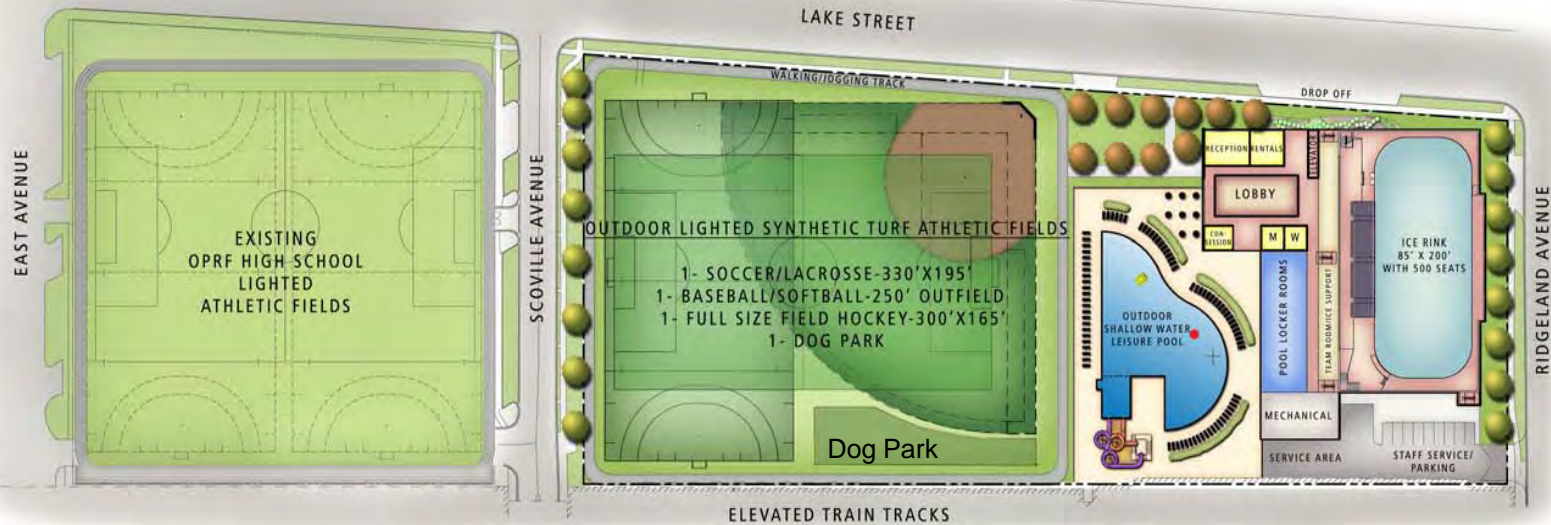 LAKE STREET
WALKING/JOGGING TRACK
DROP OFF
EAST AVENUE
EXISTING
OPRF HIGH SCHOOL
LIGHTED
ATHLETIC FIELDS
SCOVILLE AVENUE
OUTDOOR LIGHTED SYNTHETIC TURF ATHLETIC FIELDS
1- SOCCER/LACROSSE-330'X195'
1- BASEBALL/SOFTBALL-250' OUTFIELD
1- FULL SIZE FIELD HOCKEY-300'X165'
1- DOG PARK
Dog Park
RECEPTION
RENTALS
ELEVATOR
LOBBY
CON-
CESSION
M
W
OUTDOOR
SHALLOW WATER
LEISURE POOL
POOL LOCKER ROOMS
TEAM ROOM/ICE SUPPORT
ICE RINK
85' X 200'
WITH 500 SEATS
MECHANICAL
SERVICE AREA
STAFF SERVICE/
PARKING
RIDGELAND AVENUE
ELEVATED TRAIN TRACKS